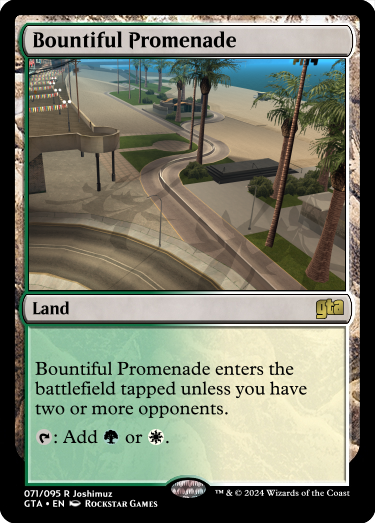 Bountiful Promenade
Land
gta
Bountiful Promenade enters the
battlefield tapped unless you have
two or more opponents.
: Add or .
071/095 R Joshimuz
GTA • EN Rockstar Games
™ & © 2024 Wizards of the Coast